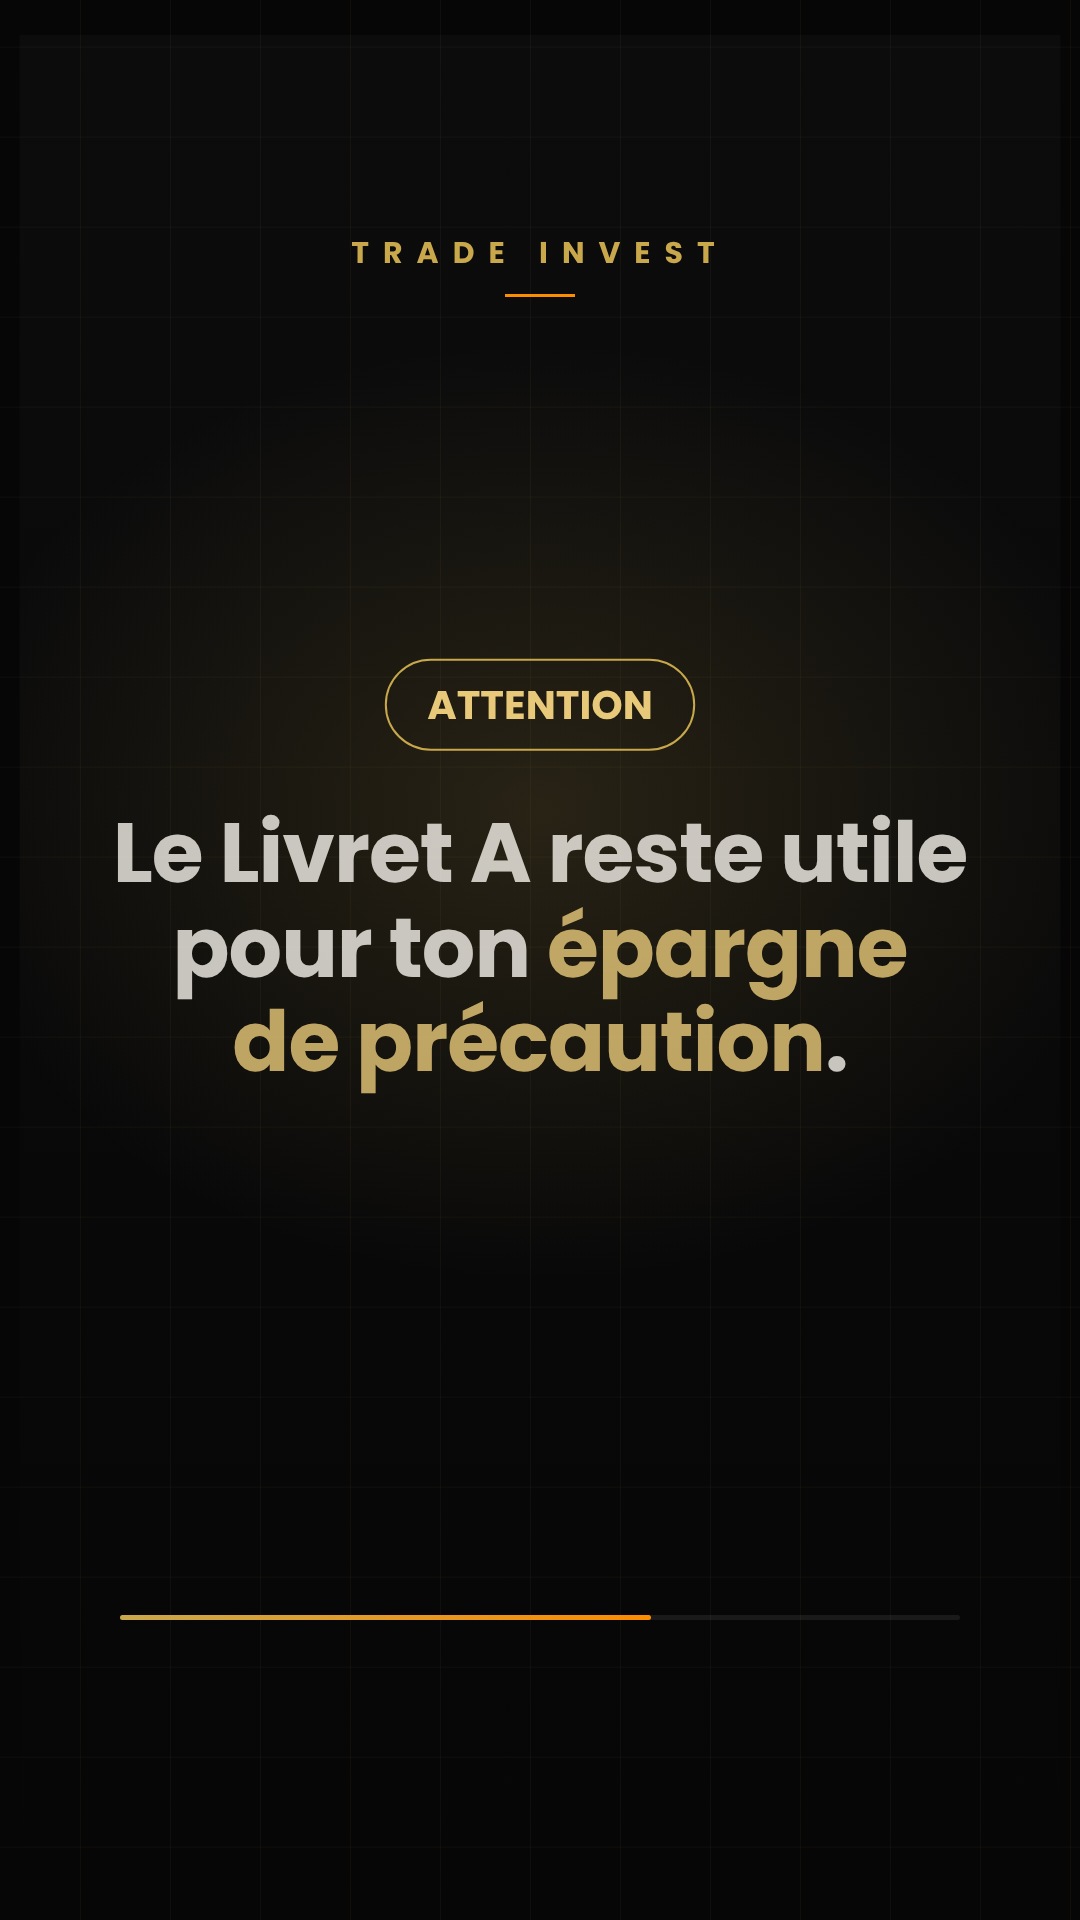 TRADE INVEST
ATTENTION
Le Livret A reste utile
pour ton épargne
de précaution.